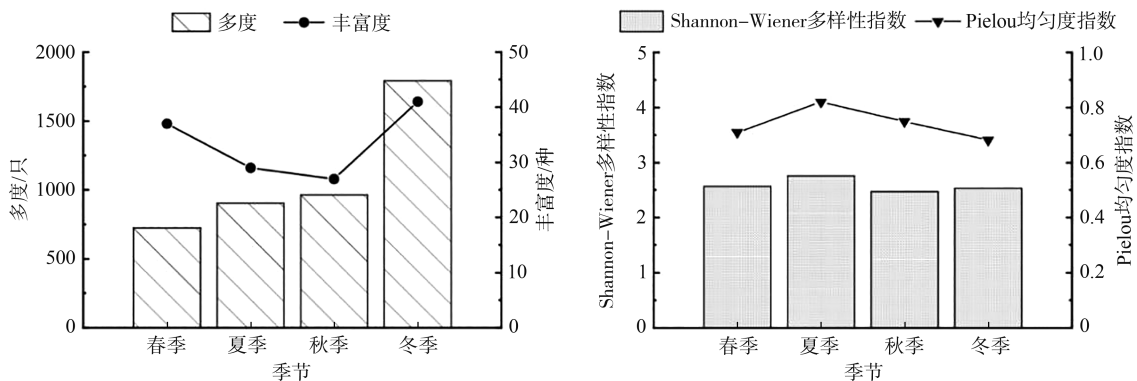 多度 丰富度
2000
1500
1000
500
0
多度/只
50
40
30
20
10
0
丰富度/种
春季 夏季 秋季 冬季
季节
Shannon-Wiener多样性指数 Pielou均匀度指数
5
4
3
2
1
0
Shannon-Wiener多样性指数
1.0
0.8
0.6
0.4
0.2
0
Pielou均匀度指数
春季 夏季 秋季 冬季
季节